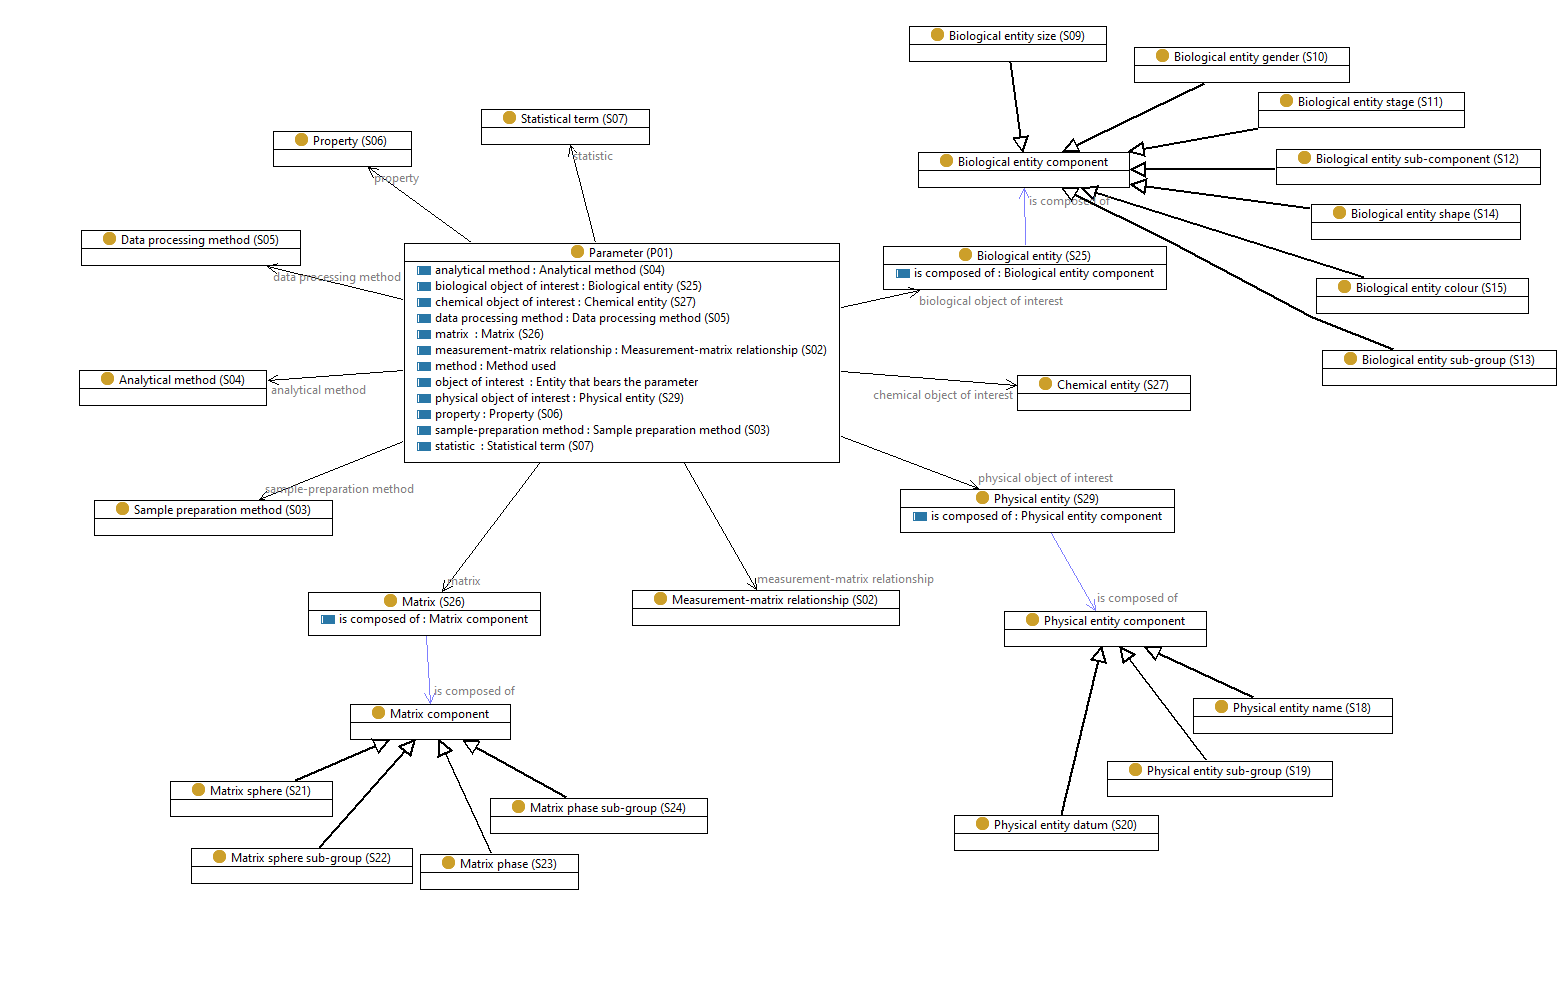 Biological entity size (S09)
Biological entity gender (S10)
Biological entity stage (S11)
Statistical term (S07)
Property (S06)
statistic
Biological entity component
Biological entity sub-component (S12)
property
is composed of
Biological entity shape (S14)
Data processing method (S05)
Parameter (P01)
Biological entity (S25)
is composed of : Biological entity component
data processing method
analytical method : Analytical method (S04)
biological object of interest : Biological entity (S25)
chemical object of interest : Chemical entity (S27)
data processing method : Data processing method (S05)
matrix : Matrix (S26)
measurement-matrix relationship : Measurement-matrix relationship (S02)
method : Method used
object of interest : Entity that bears the parameter
physical object of interest : Physical entity (S29)
property : Property (S06)
sample-preparation method : Sample preparation method (S03)
statistic : Statistical term (S07)
biological object of interest
Biological entity colour (S15)
Biological entity sub-group (S13)
Analytical method (S04)
analytical method
Chemical entity (S27)
chemical object of interest
sample-preparation method
Sample preparation method (S03)
physical object of interest
Physical entity (S29)
is composed of : Physical entity component
matrix
measurement-matrix relationship
Matrix (S26)
is composed of : Matrix component
Measurement-matrix relationship (S02)
is composed of
Physical entity component
is composed of
Matrix component
Physical entity name (S18)
Physical entity sub-group (S19)
Physical entity datum (S20)
Matrix sphere (S21)
Matrix phase sub-group (S24)
Matrix sphere sub-group (S22)
Matrix phase (S23)